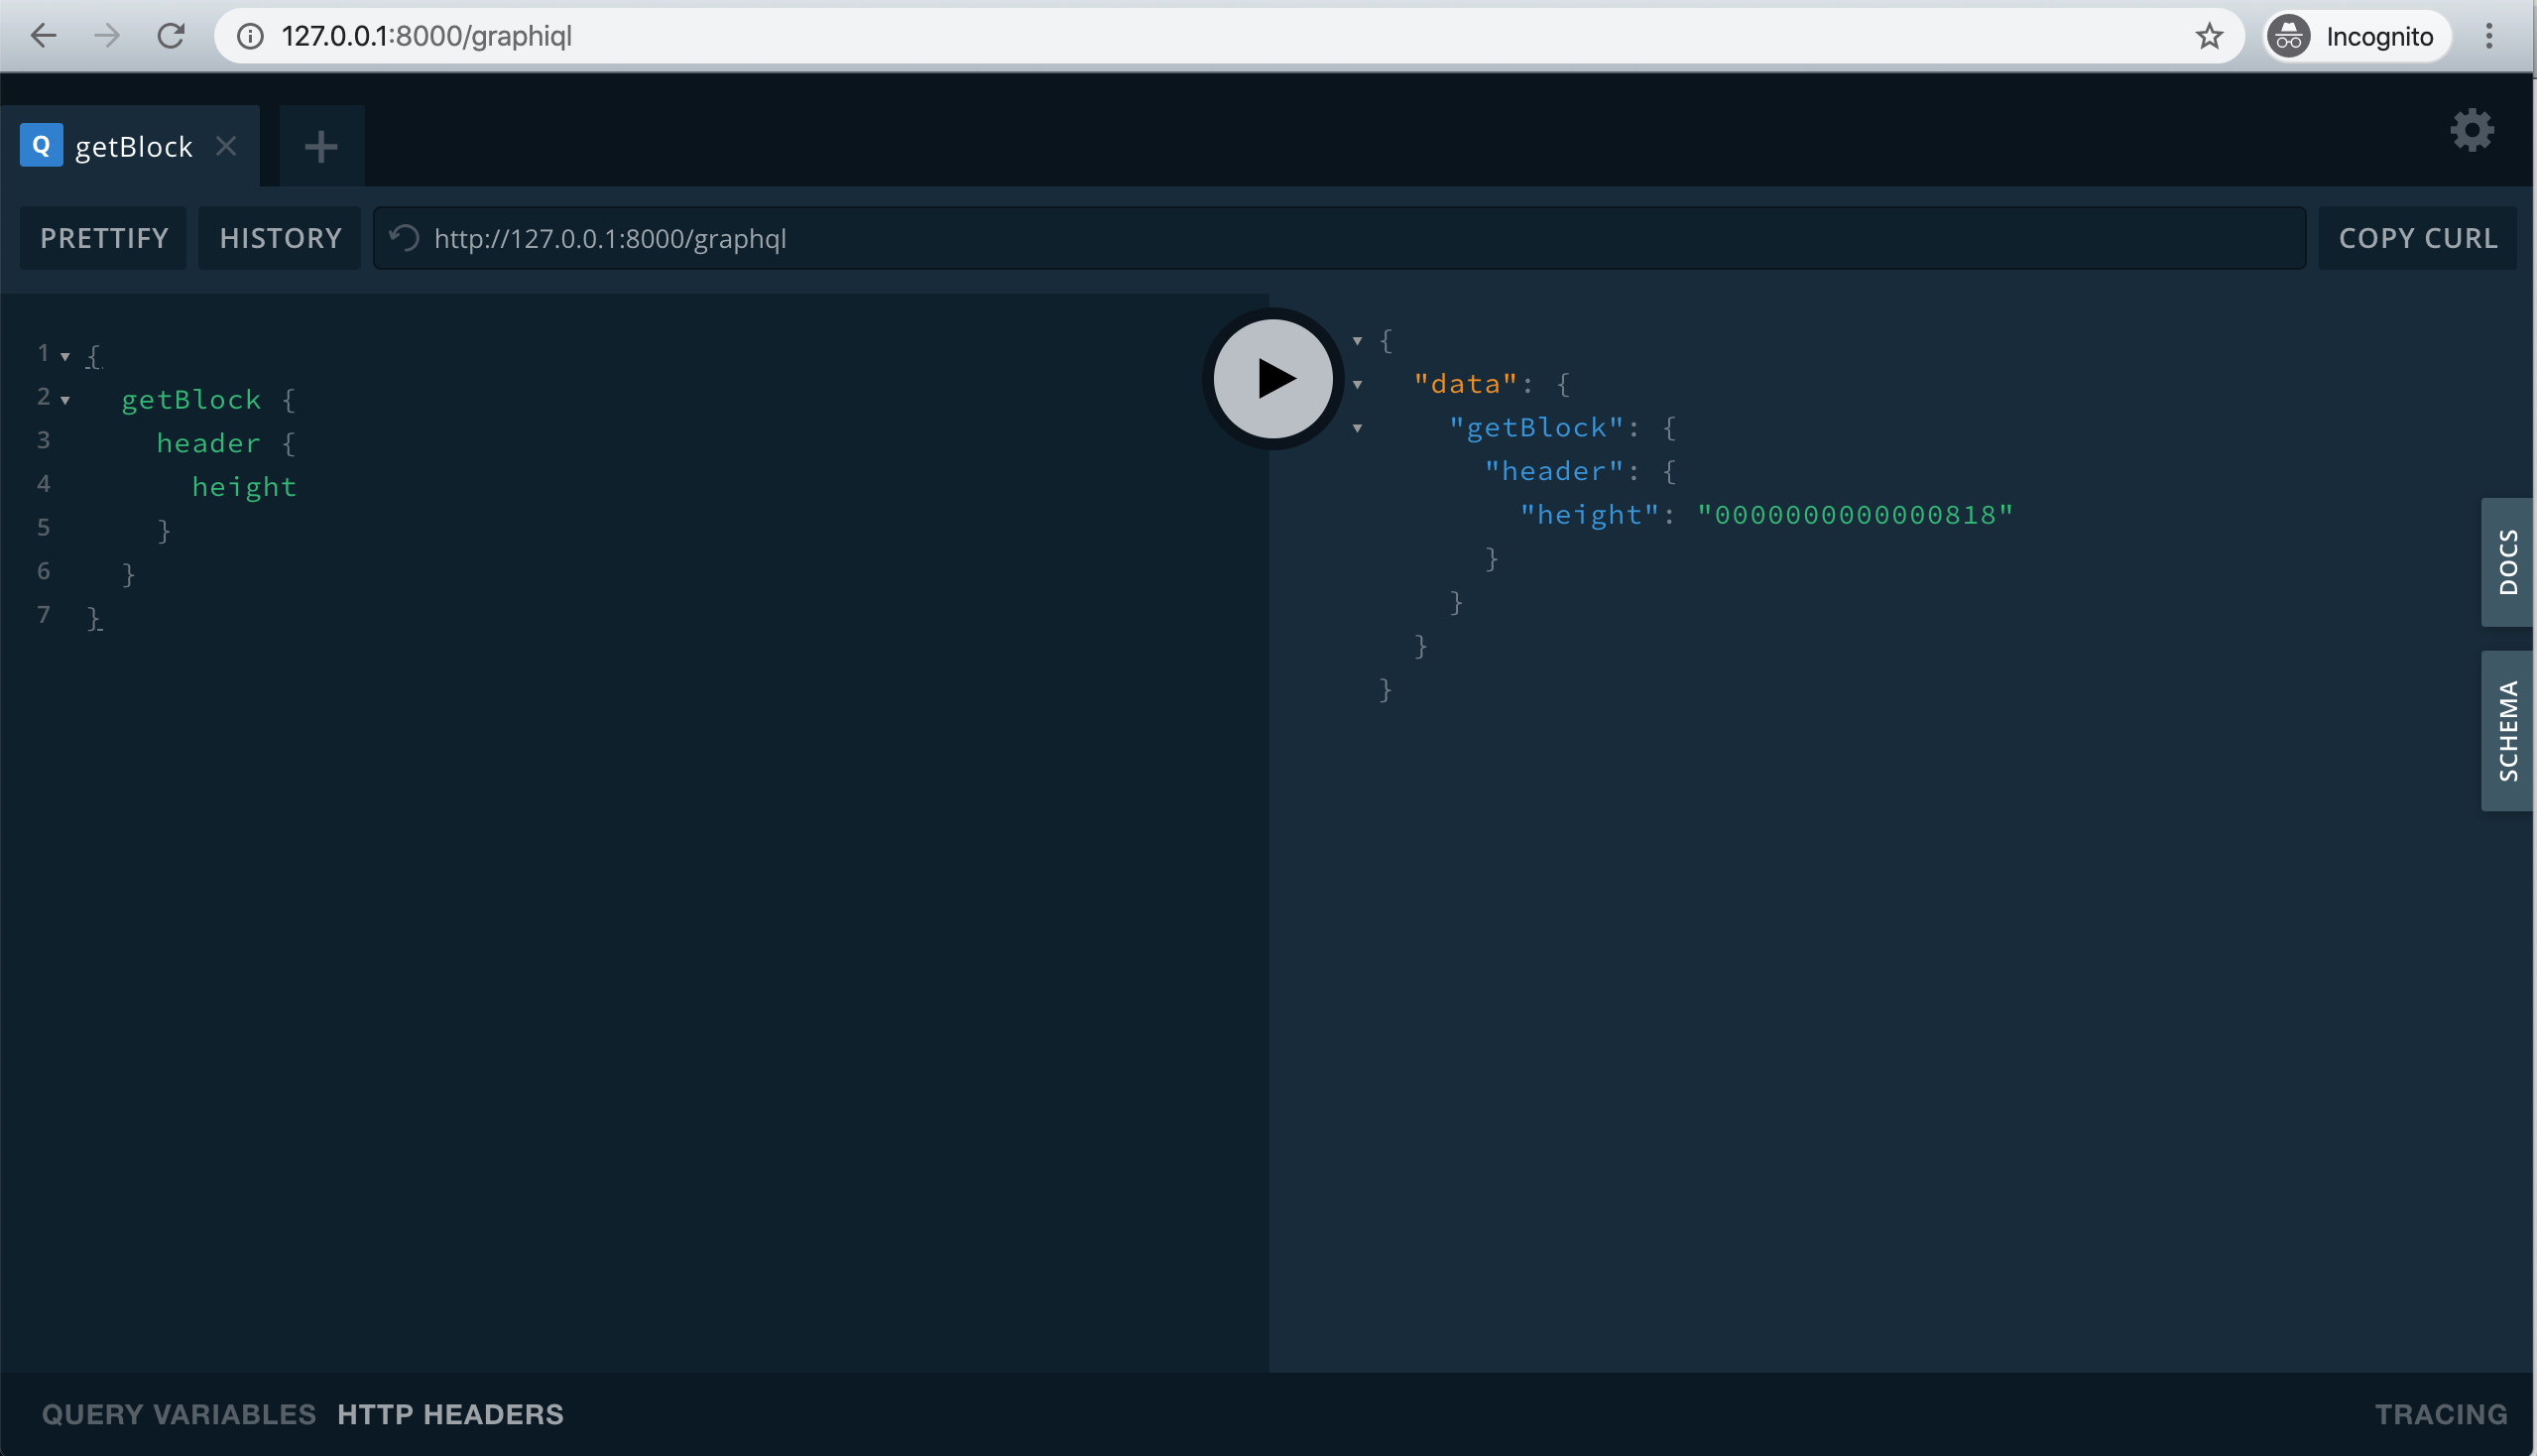 127.0.0.1:8000/graphiql
Incognito
Q getBlock
PRETTIFY HISTORY http://127.0.0.1:8000/graphql COPY CURL
1 {
2 getBlock {
3 header {
4 height
5 }
6 }
7 }
{
"data": {
"getBlock": {
"header": {
"height": "0000000000000818"
}
}
}
}
DOCS
SCHEMA
QUERY VARIABLES HTTP HEADERS TRACING